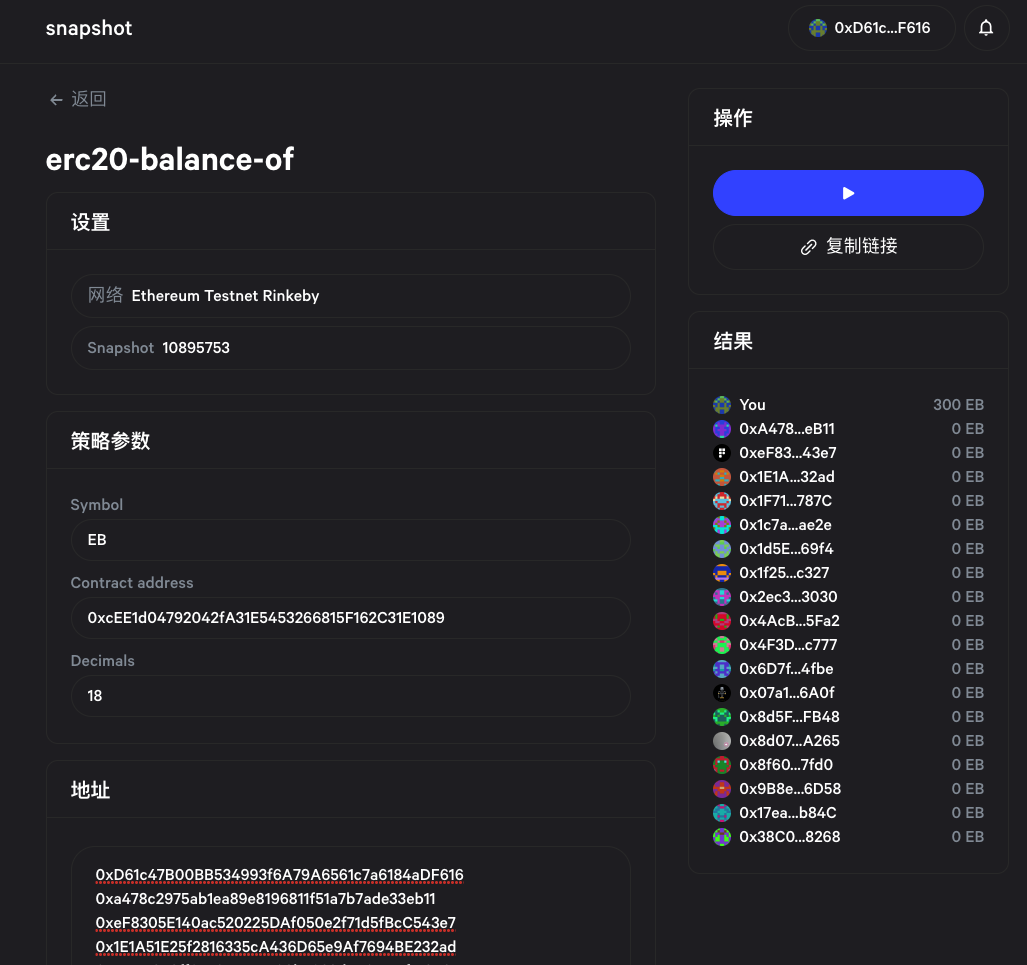 snapshot
0xD61c...F616
← 返回
erc20-balance-of
设置
网络 Ethereum Testnet Rinkeby
Snapshot 10895753
策略参数
Symbol
EB
Contract address
0xcEE1d04792042fA31E5453266815F162C31E1089
Decimals
18
地址
0xD61c47B00BB534993f6A79A6561c7a6184aDF616
0xa478c2975ab1ea89e8196811f51a7b7ade33eb11
0xeF8305E140ac520225DAf050e2f71d5fBcC543e7
0x1E1A51E25f2816335cA436D65e9Af7694BE232ad
操作
复制链接
结果
You 300 EB
0xA478...eB11 0 EB
0xeF83...43e7 0 EB
0x1E1A...32ad 0 EB
0x1F71...787C 0 EB
0x1c7a...ae2e 0 EB
0x1d5E...69f4 0 EB
0x1f25...c327 0 EB
0x2ec3...3030 0 EB
0x4AcB...5Fa2 0 EB
0x4F3D...c777 0 EB
0x6D7f...4fbe 0 EB
0x07a1...6A0f 0 EB
0x8d5F...FB48 0 EB
0x8d07...A265 0 EB
0x8f60...7fd0 0 EB
0x9B8e...6D58 0 EB
0x17ea...b84C 0 EB
0x38C0...8268 0 EB